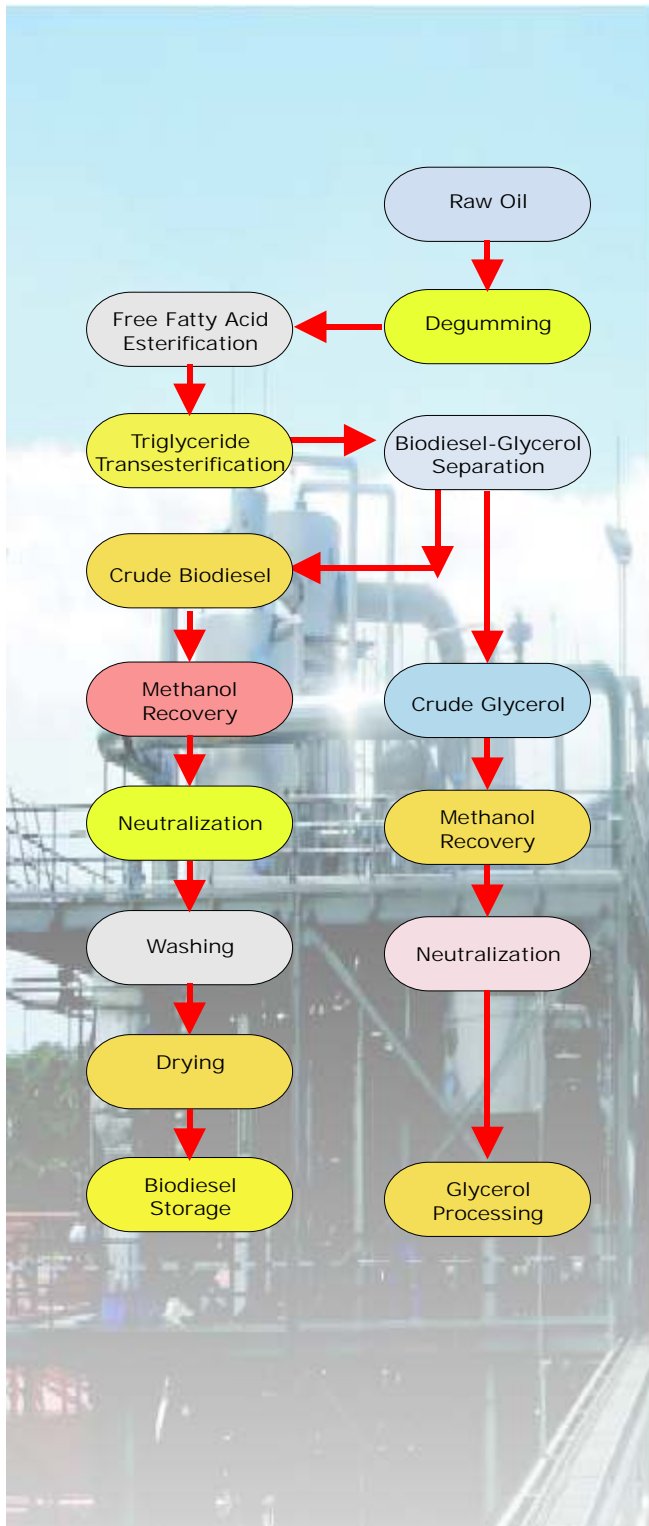 Raw Oil
Degumming
Free Fatty Acid
Esterification
Triglyceride
Transesterification
Biodiesel-Glycerol
Separation
Crude Biodiesel
Methanol
Recovery
Neutralization
Washing
Drying
Biodiesel
Storage
Crude Glycerol
Methanol
Recovery
Neutralization
Glycerol
Processing